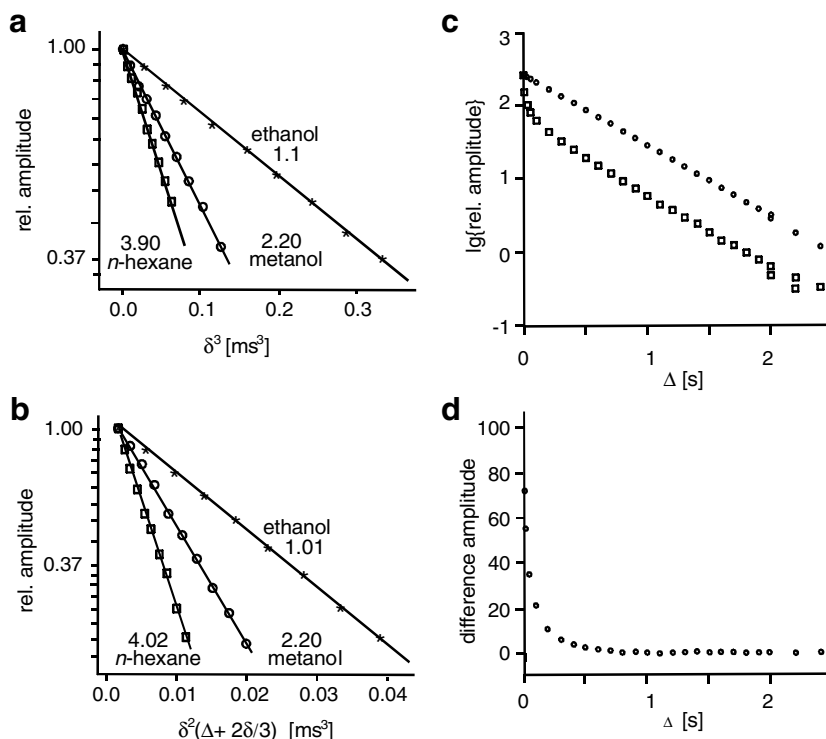 a
1.00
0.37
rel. amplitude
ethanol
1.1
3.90
n-hexane
2.20
metanol
0.0 0.1 0.2 0.3
δ³ [ms³]
b
1.00
0.37
rel. amplitude
ethanol
1.01
4.02
n-hexane
2.20
metanol
0.00 0.01 0.02 0.03 0.04
δ²(Δ+ 2δ/3) [ms³]
c
3
2
1
0
-1
lg{rel. amplitude}
0 1 2
Δ [s]
d
100
80
60
40
20
0
difference amplitude
0 1 2
Δ [s]